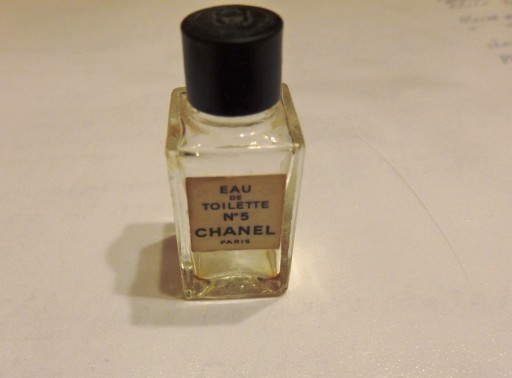 EAU
DE
TOILETTE
N°5
CHANEL
PARIS